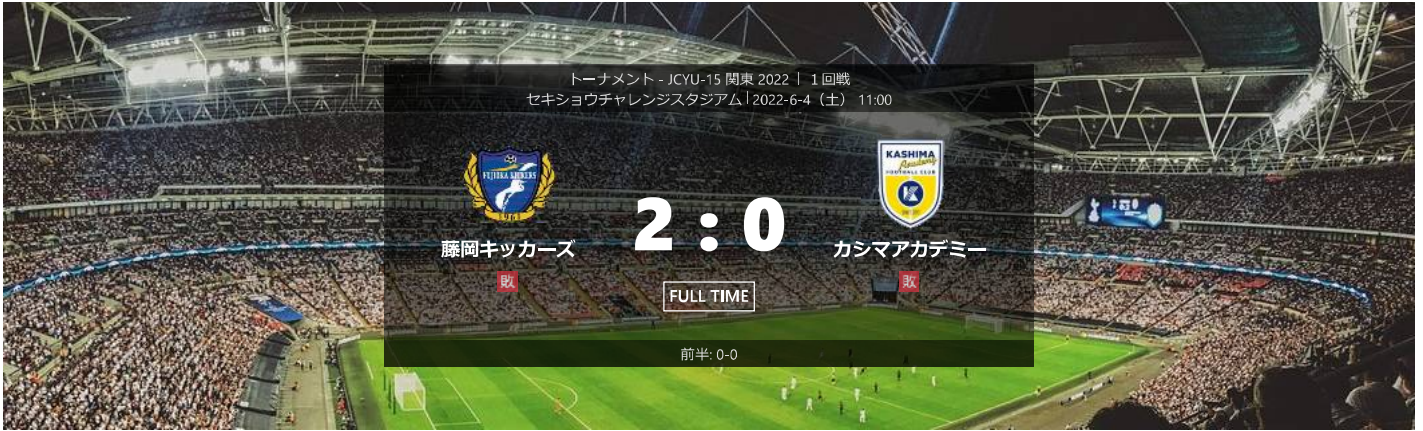 トーナメント - JCYU-15 関東 2022 | 1 回戦
セキショウチャレンジスタジアム | 2022-6-4（土） 11:00
FUJIOKA KICKERS
1961
KASHIMA
Academy
FOOTBALL CLUB
2 : 0
藤岡キッカーズ
カシマアカデミー
敗
敗
FULL TIME
前半: 0-0